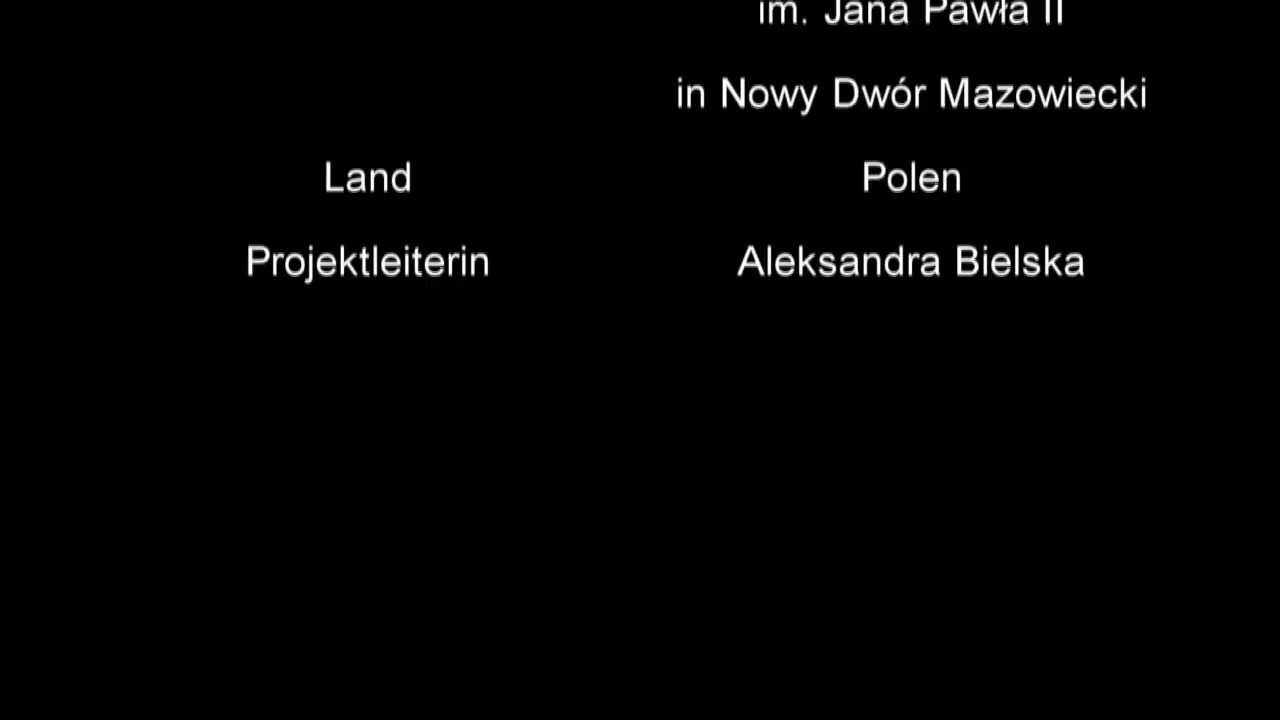 im. Jana Pawła II
in Nowy Dwór Mazowiecki
Land Polen
Projektleiterin Aleksandra Bielska